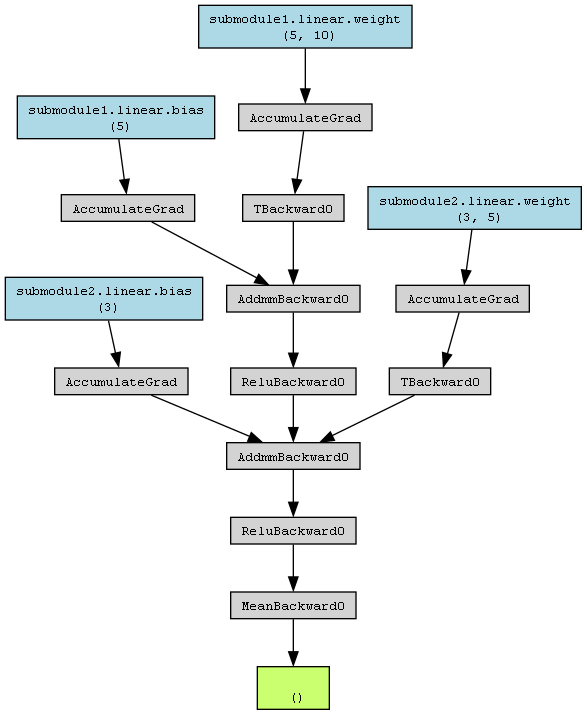 submodule1.linear.weight
(5, 10)
submodule1.linear.bias
(5)
AccumulateGrad
AccumulateGrad
TBackward0
submodule2.linear.weight
(3, 5)
submodule2.linear.bias
(3)
AddmmBackward0
AccumulateGrad
AccumulateGrad
ReluBackward0
TBackward0
AddmmBackward0
ReluBackward0
MeanBackward0
()